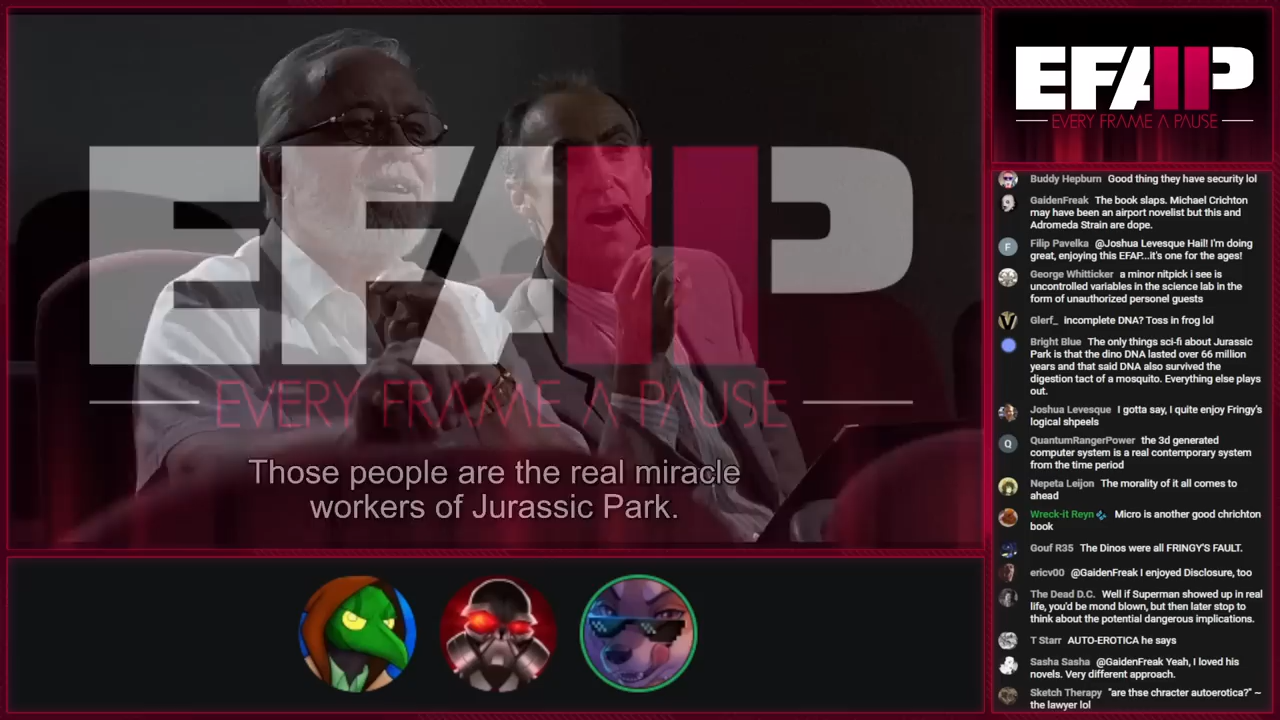 EFAP
EVERY FRAME A PAUSE
Those people are the real miracle
workers of Jurassic Park.
EFAP
EVERY FRAME A PAUSE
Buddy Hepburn Good thing they have security lol
GaidenFreak The book slaps. Michael Crichton
may have been an airport novelist but this and
Adromeda Strain are dope.
F
Filip Pavelka @Joshua Levesque Hail! I'm doing
great, enjoying this EFAP...it's one for the ages!
George Whitticker a minor nitpick i see is
uncontrolled variables in the science lab in the
form of unauthorized personel guests
Glerf_ incomplete DNA? Toss in frog lol
Bright Blue The only things sci-fi about Jurassic
Park is that the dino DNA lasted over 66 million
years and that said DNA also survived the
digestion tact of a mosquito. Everything else plays
out.
Joshua Levesque I gotta say, I quite enjoy Fringy's
logical shpeels
Q
QuantumRangerPower the 3d generated
computer system is a real contemporary system
from the time period
Nepeta Leijon The morality of it all comes to
ahead
Wreck-it Reyn Micro is another good chrichton
book
Gouf R35 The Dinos were all FRINGY'S FAULT.
ericv00 @GaidenFreak I enjoyed Disclosure, too
The Dead D.C. Well if Superman showed up in real
life, you'd be mond blown, but then later stop to
think about the potential dangerous implications.
T Starr AUTO-EROTICA he says
Sasha Sasha @GaidenFreak Yeah, I loved his
novels. Very different approach.
Sketch Therapy "are thse chracter autoerotica?" ~
the lawyer lol